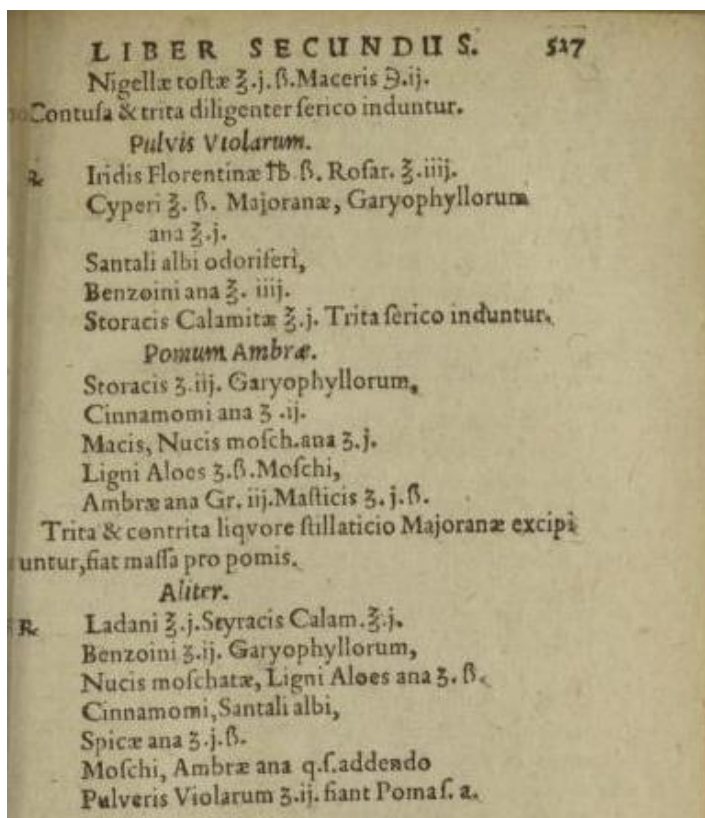 LIBER SECUNDUS. 527
Nigellæ toſtæ ℥.j.ß.Maceris ℈.ij.
Contuſa & trita diligenter ſerico induntur.
Pulvis Violarum.
Iridis Florentinæ ℔ ß. Roſar. ℥.iiij.
Cyperi ℥. ß. Majoranæ, Garyophyllorum
ana ℥.j.
Santali albi odoriferi,
Benzoini ana ℥. iiij.
Storacis Calamitæ ℥.j. Trita ſerico induntur.
Pomum Ambræ.
Storacis ʒ.iij. Garyophyllorum,
Cinnamomi ana ʒ.ij.
Macis, Nucis moſch.ana ʒ.j.
Ligni Aloes ʒ.ß.Moſchi,
Ambræ ana Gr. iij.Maſticis ʒ.j.ß.
Trita & contrita liqvore ſtillaticio Majoranæ excipi
untur,fiat maſſa pro pomis.
Aliter.
R. Ladani ℥.j.Styracis Calam.℥.j.
Benzoini ʒ.ij. Garyophyllorum,
Nucis moſchatæ, Ligni Aloes ana ʒ.ß.
Cinnamomi,Santali albi,
Spicæ ana ʒ.j.ß.
Moſchi, Ambræ ana q.ſ.addendo
Pulveris Violarum ʒ.ij. fiant Pomaſ. a.